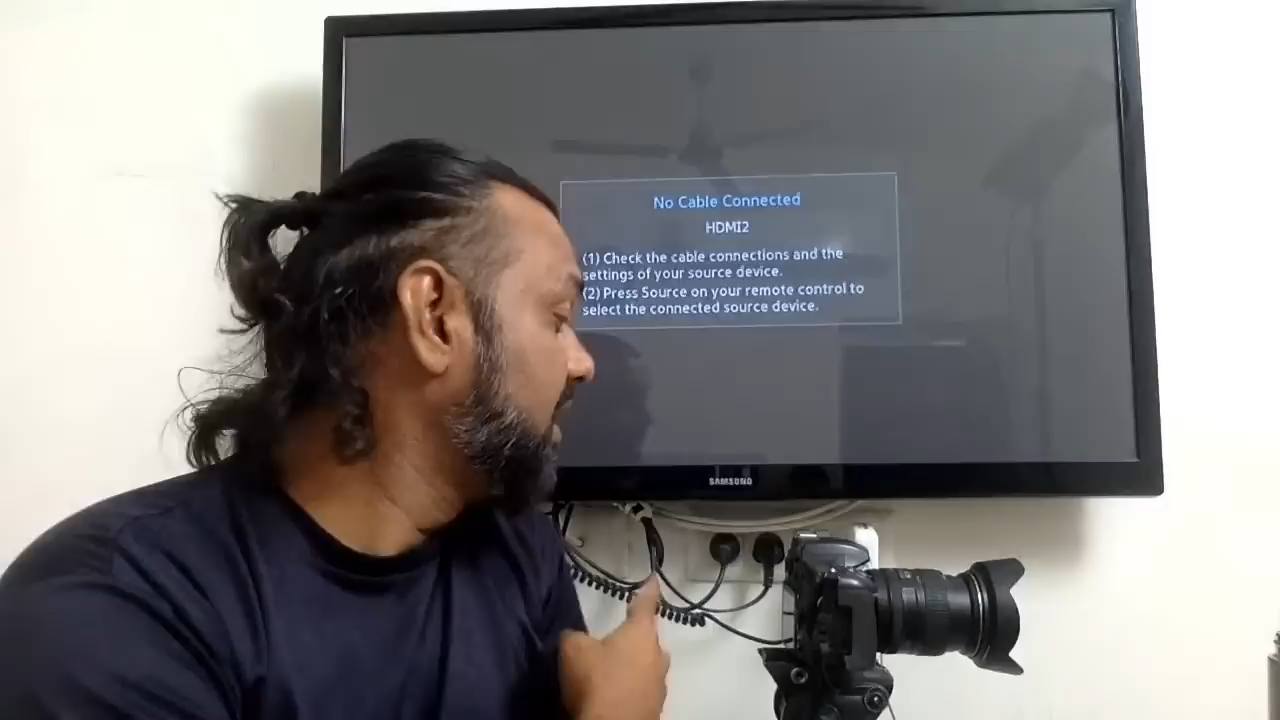 No Cable Connected
HDMI2
(1) Check the cable connections and the
settings of your source device.
(2) Press Source on your remote control to
select the connected source device.
SAMSUNG